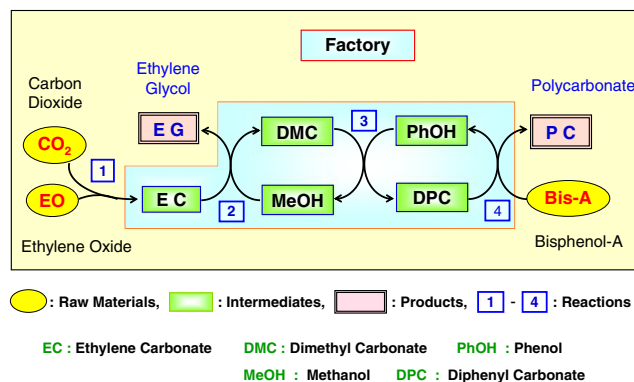 Factory
Carbon
Dioxide
Ethylene
Glycol
Polycarbonate
CO₂
1
E G
DMC
3
PhOH
P C
EO
E C
2
MeOH
DPC
4
Bis-A
Ethylene Oxide
Bisphenol-A
: Raw Materials, : Intermediates, : Products, 1 - 4 : Reactions
EC : Ethylene Carbonate DMC : Dimethyl Carbonate PhOH : Phenol
MeOH : Methanol DPC : Diphenyl Carbonate